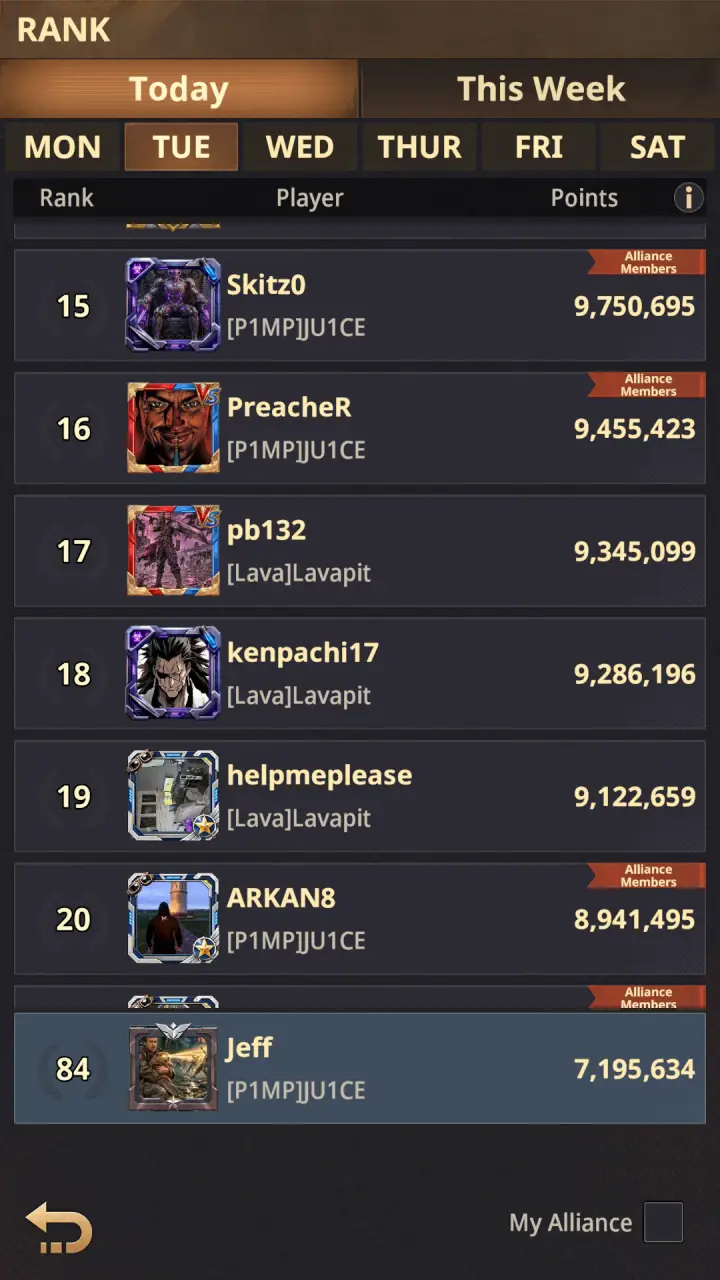 RANK
Today
This Week
MON
TUE
WED
THUR
FRI
SAT
Rank
Player
Points
i
Alliance
Members
15
Skitz0
[P1MP]JU1CE
9,750,695
Alliance
Members
16
VS
PreacheR
[P1MP]JU1CE
9,455,423
17
VS
pb132
[Lava]Lavapit
9,345,099
18
kenpachi17
[Lava]Lavapit
9,286,196
19
helpmeplease
[Lava]Lavapit
9,122,659
Alliance
Members
20
ARKAN8
[P1MP]JU1CE
8,941,495
Alliance
Members
84
Jeff
[P1MP]JU1CE
7,195,634
My Alliance